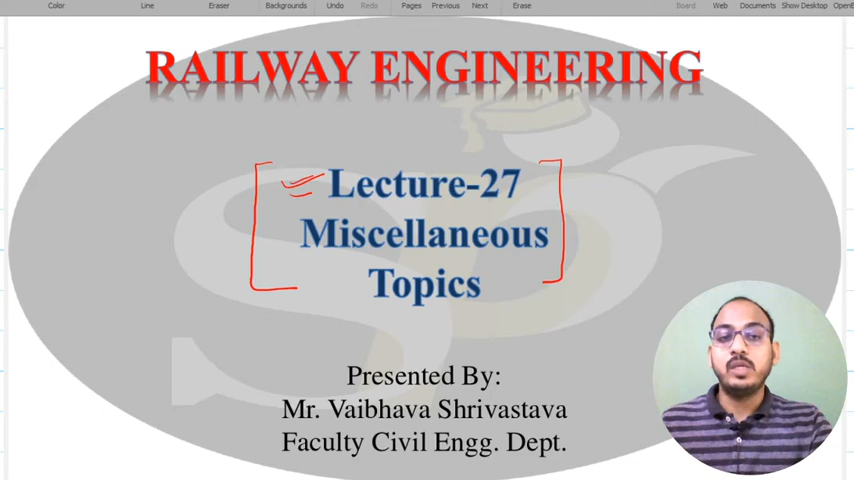 Color Line Eraser Backgrounds Undo Redo Pages Previous Next Erase Board Web Documents Show Desktop OpenB
RAILWAY ENGINEERING
Lecture-27
Miscellaneous
Topics
Presented By:
Mr. Vaibhava Shrivastava
Faculty Civil Engg. Dept.